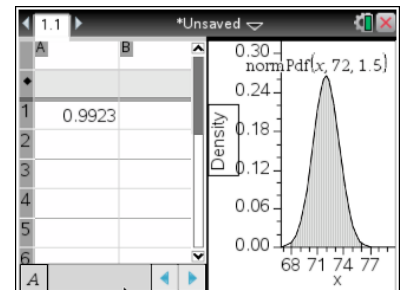 1.1 *Unsaved
A B
1 0.9923
2
3
4
5
6
A
0.30
normPdf(x, 72, 1.5)
0.24
Density
0.18
0.12
0.06
0.00
68 71 74 77
x